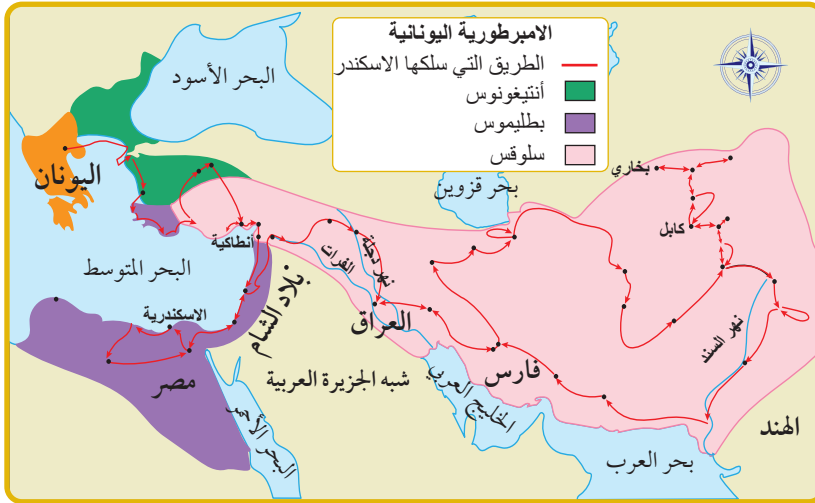 الامبرطورية اليونانية
الطريق التي سلكها الاسكندر
أنتيغونوس
بطليموس
سلوقس
البحر الأسود
اليونان
بحر قزوين
بخاري
كابل
أنطاكية
نهر دجلة
الفرات
البحر المتوسط
الاسكندرية
بلاد الشام
العراق
نهر السند
مصر
شبه الجزيرة العربية
فارس
الخليج العربي
البحر الأحمر
بحر العرب
الهند